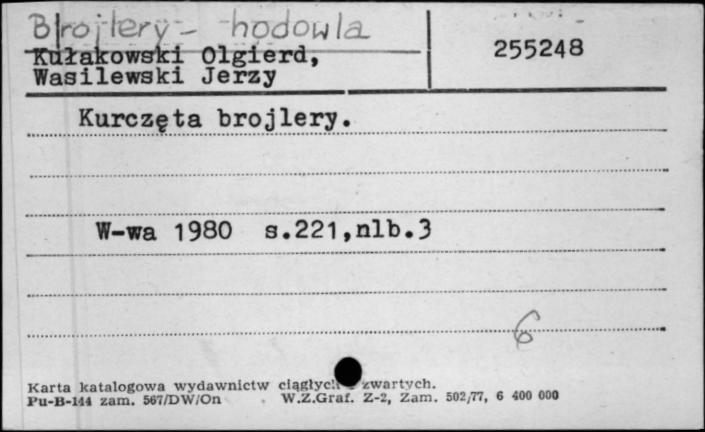 Brojlery - hodowla
Kułakowski Olgierd,
Wasilewski Jerzy
255248
Kurczęta brojlery.
W-wa 1980 s.221,nlb.3
6
Karta katalogowa wydawnictw ciągłych zwartych.
Pu-B-144 zam. 567/DW/On W.Z.Graf. Z-2, Zam. 502/77, 6 400 000